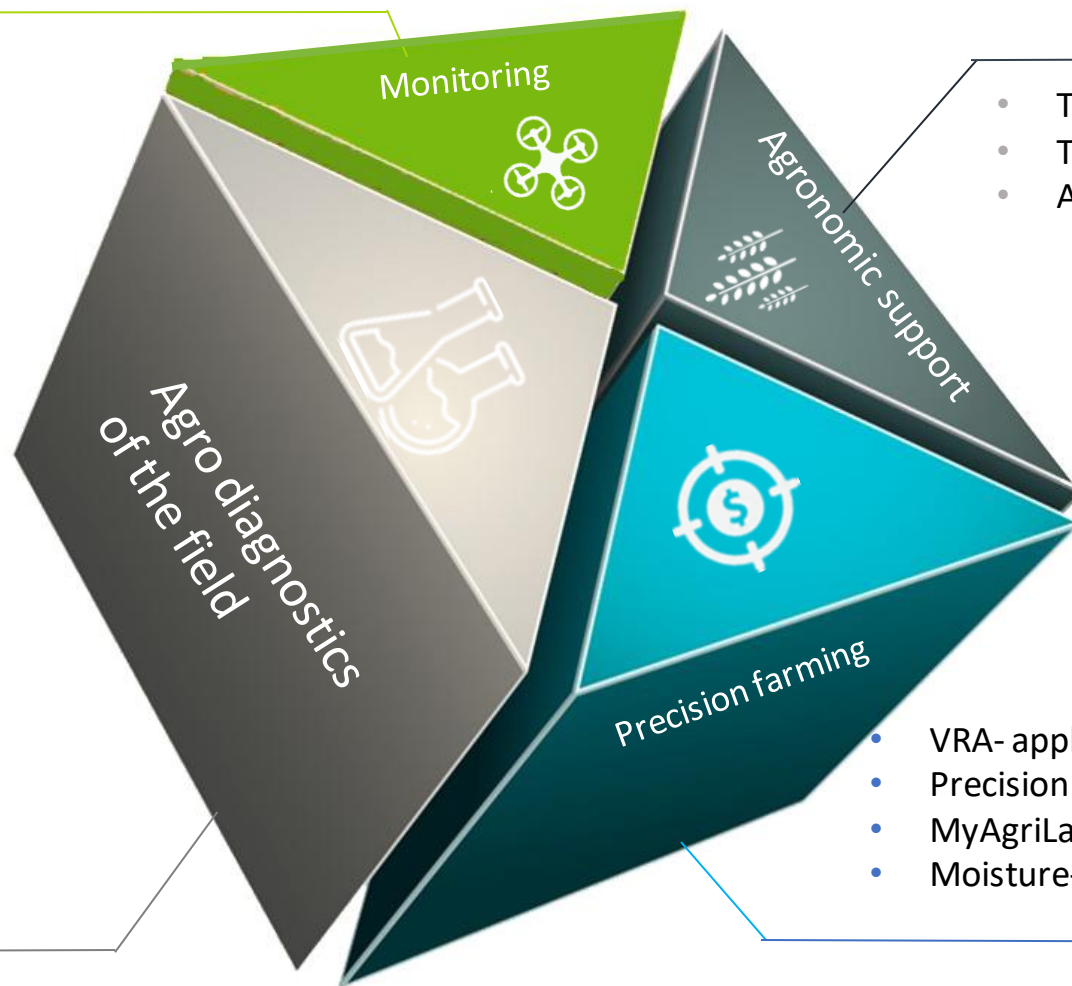 Monitoring
T
T
A
Agronomic support
Agro diagnostics
of the field
$
Precision farming
VRA- appl
Precision
MyAgriLa
Moisture-